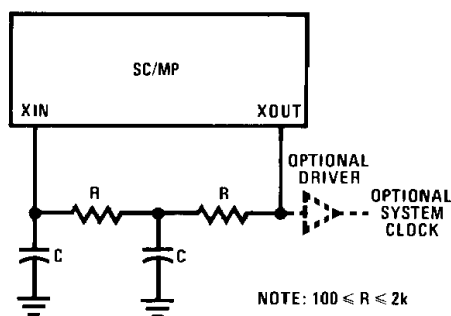 SC/MP
XIN
XOUT
OPTIONAL
DRIVER
R
R
OPTIONAL
SYSTEM
CLOCK
C
C
NOTE: 100 ≤ R ≤ 2k